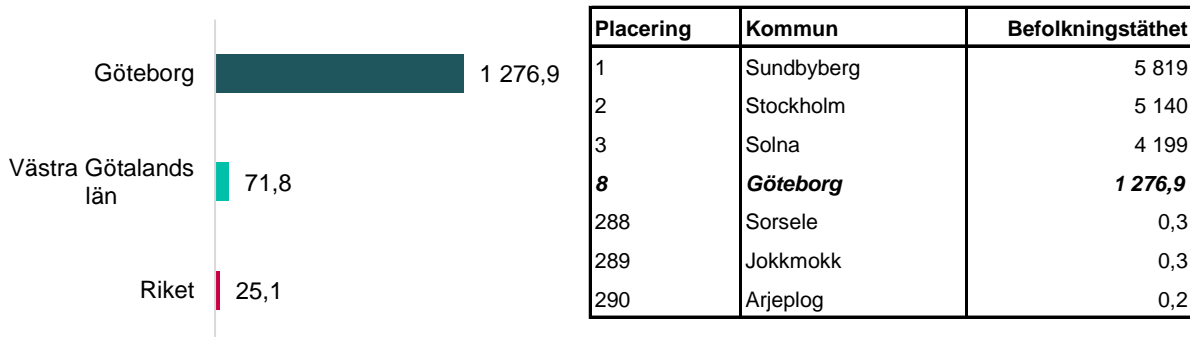 Göteborg 1 276,9
Västra Götalands
län 71,8
Riket 25,1
Placering Kommun Befolkningstäthet
1 Sundbyberg 5 819
2 Stockholm 5 140
3 Solna 4 199
8 Göteborg 1 276,9
288 Sorsele 0,3
289 Jokkmokk 0,3
290 Arjeplog 0,2